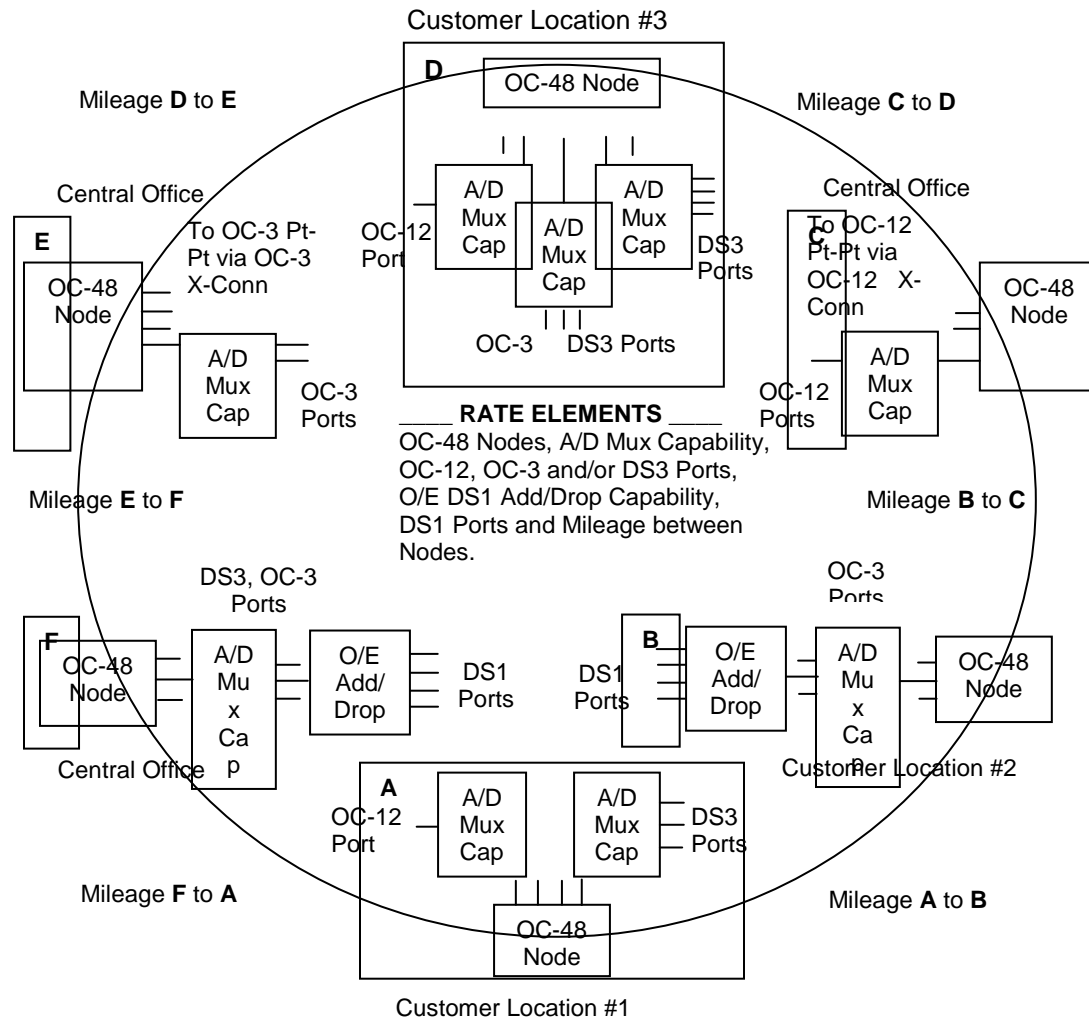 Customer Location #3
D
OC-48 Node
Mileage D to E
Mileage C to D
A/D
Mux
Cap
A/D
Mux
Cap
A/D
Mux
Cap
OC-12
Port
DS3
Ports
OC-3 DS3 Ports
Central Office
E
To OC-3 Pt-
Pt via OC-3
X-Conn
OC-48
Node
A/D
Mux
Cap
OC-3
Ports
Central Office
C
To OC-12
Pt-Pt via
OC-12 X-
Conn
OC-48
Node
A/D
Mux
Cap
OC-12
Ports
____ RATE ELEMENTS ____
OC-48 Nodes, A/D Mux Capability,
OC-12, OC-3 and/or DS3 Ports,
O/E DS1 Add/Drop Capability,
DS1 Ports and Mileage between
Nodes.
Mileage E to F
Mileage B to C
DS3, OC-3
Ports
F
OC-48
Node
A/D
Mu
x
Ca
p
O/E
Add/
Drop
DS1
Ports
Central Office
OC-3
Ports
B
DS1
Ports
O/E
Add/
Drop
A/D
Mu
x
Ca
p
OC-48
Node
Customer Location #2
A
OC-12
Port
A/D
Mux
Cap
A/D
Mux
Cap
DS3
Ports
OC-48
Node
Mileage F to A
Mileage A to B
Customer Location #1